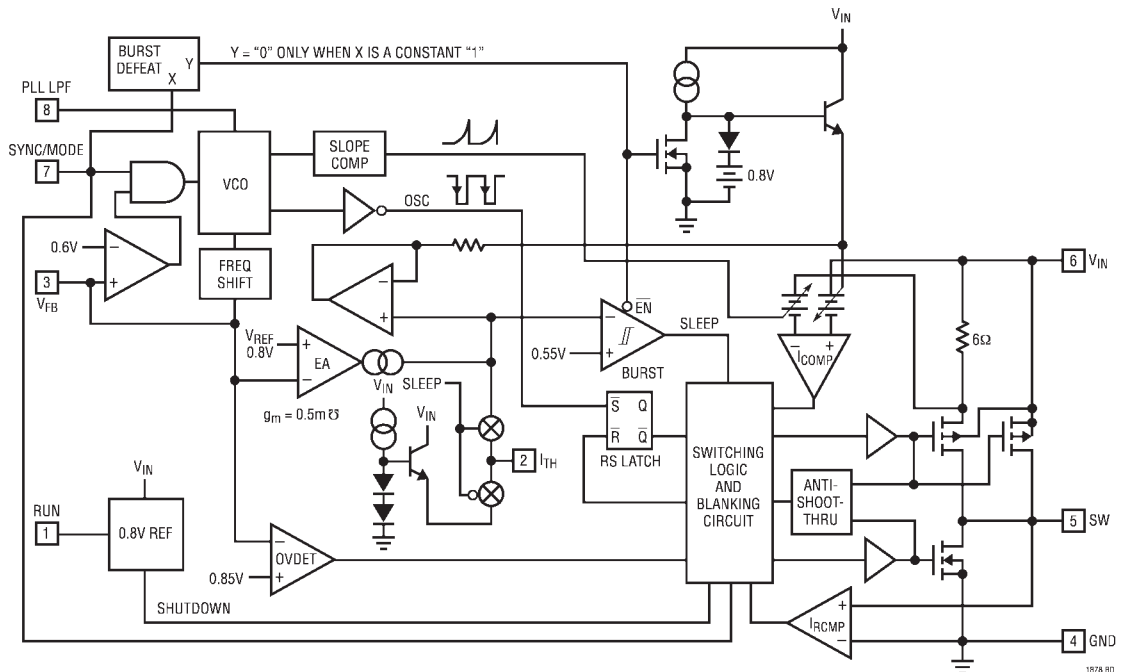 V_IN
BURST
DEFEAT
Y
X
Y = "0" ONLY WHEN X IS A CONSTANT "1"
PLL LPF
8
SYNC/MODE
7
VCO
SLOPE
COMP
OSC
0.8V
0.6V
−
+
3
V_FB
FREQ
SHIFT
−
+
6
V_IN
V_REF
0.8V
+
−
EA
g_m = 0.5m℧
−
+
0.55V
EN
BURST
SLEEP
−
+
I_COMP
6Ω
V_IN
SLEEP
V_IN
2
I_TH
S
Q
R
Q
RS LATCH
SWITCHING
LOGIC
AND
BLANKING
CIRCUIT
ANTI-
SHOOT-
THRU
5
SW
V_IN
RUN
1
0.8V REF
SHUTDOWN
−
+
OVDET
0.85V
+
−
I_RCMP
4
GND
1878 BD